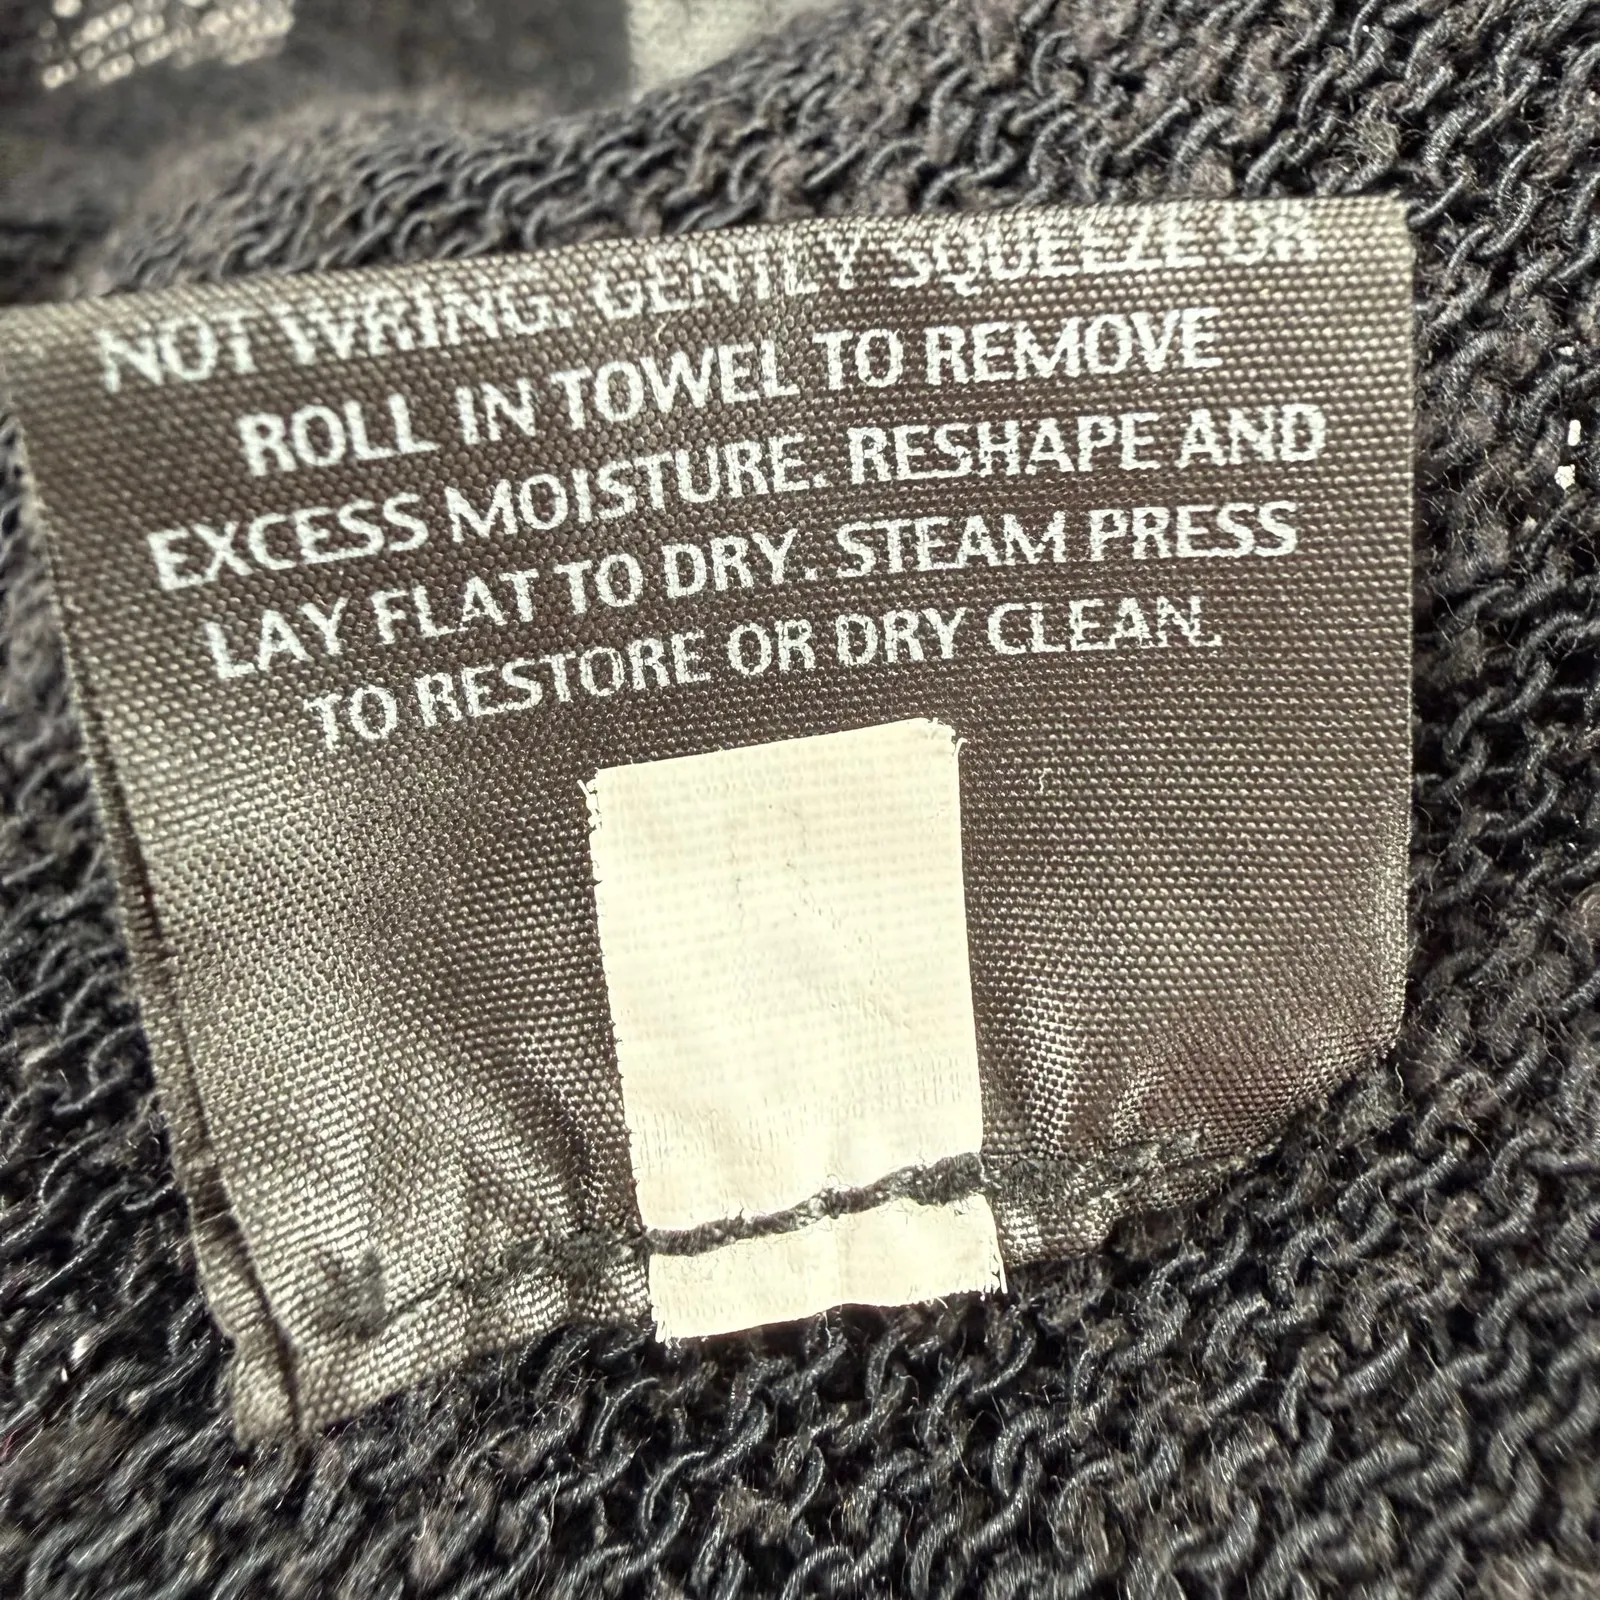 NOT WRING. GENTLY SQUEEZE OR
ROLL IN TOWEL TO REMOVE
EXCESS MOISTURE. RESHAPE AND
LAY FLAT TO DRY. STEAM PRESS
TO RESTORE OR DRY CLEAN.